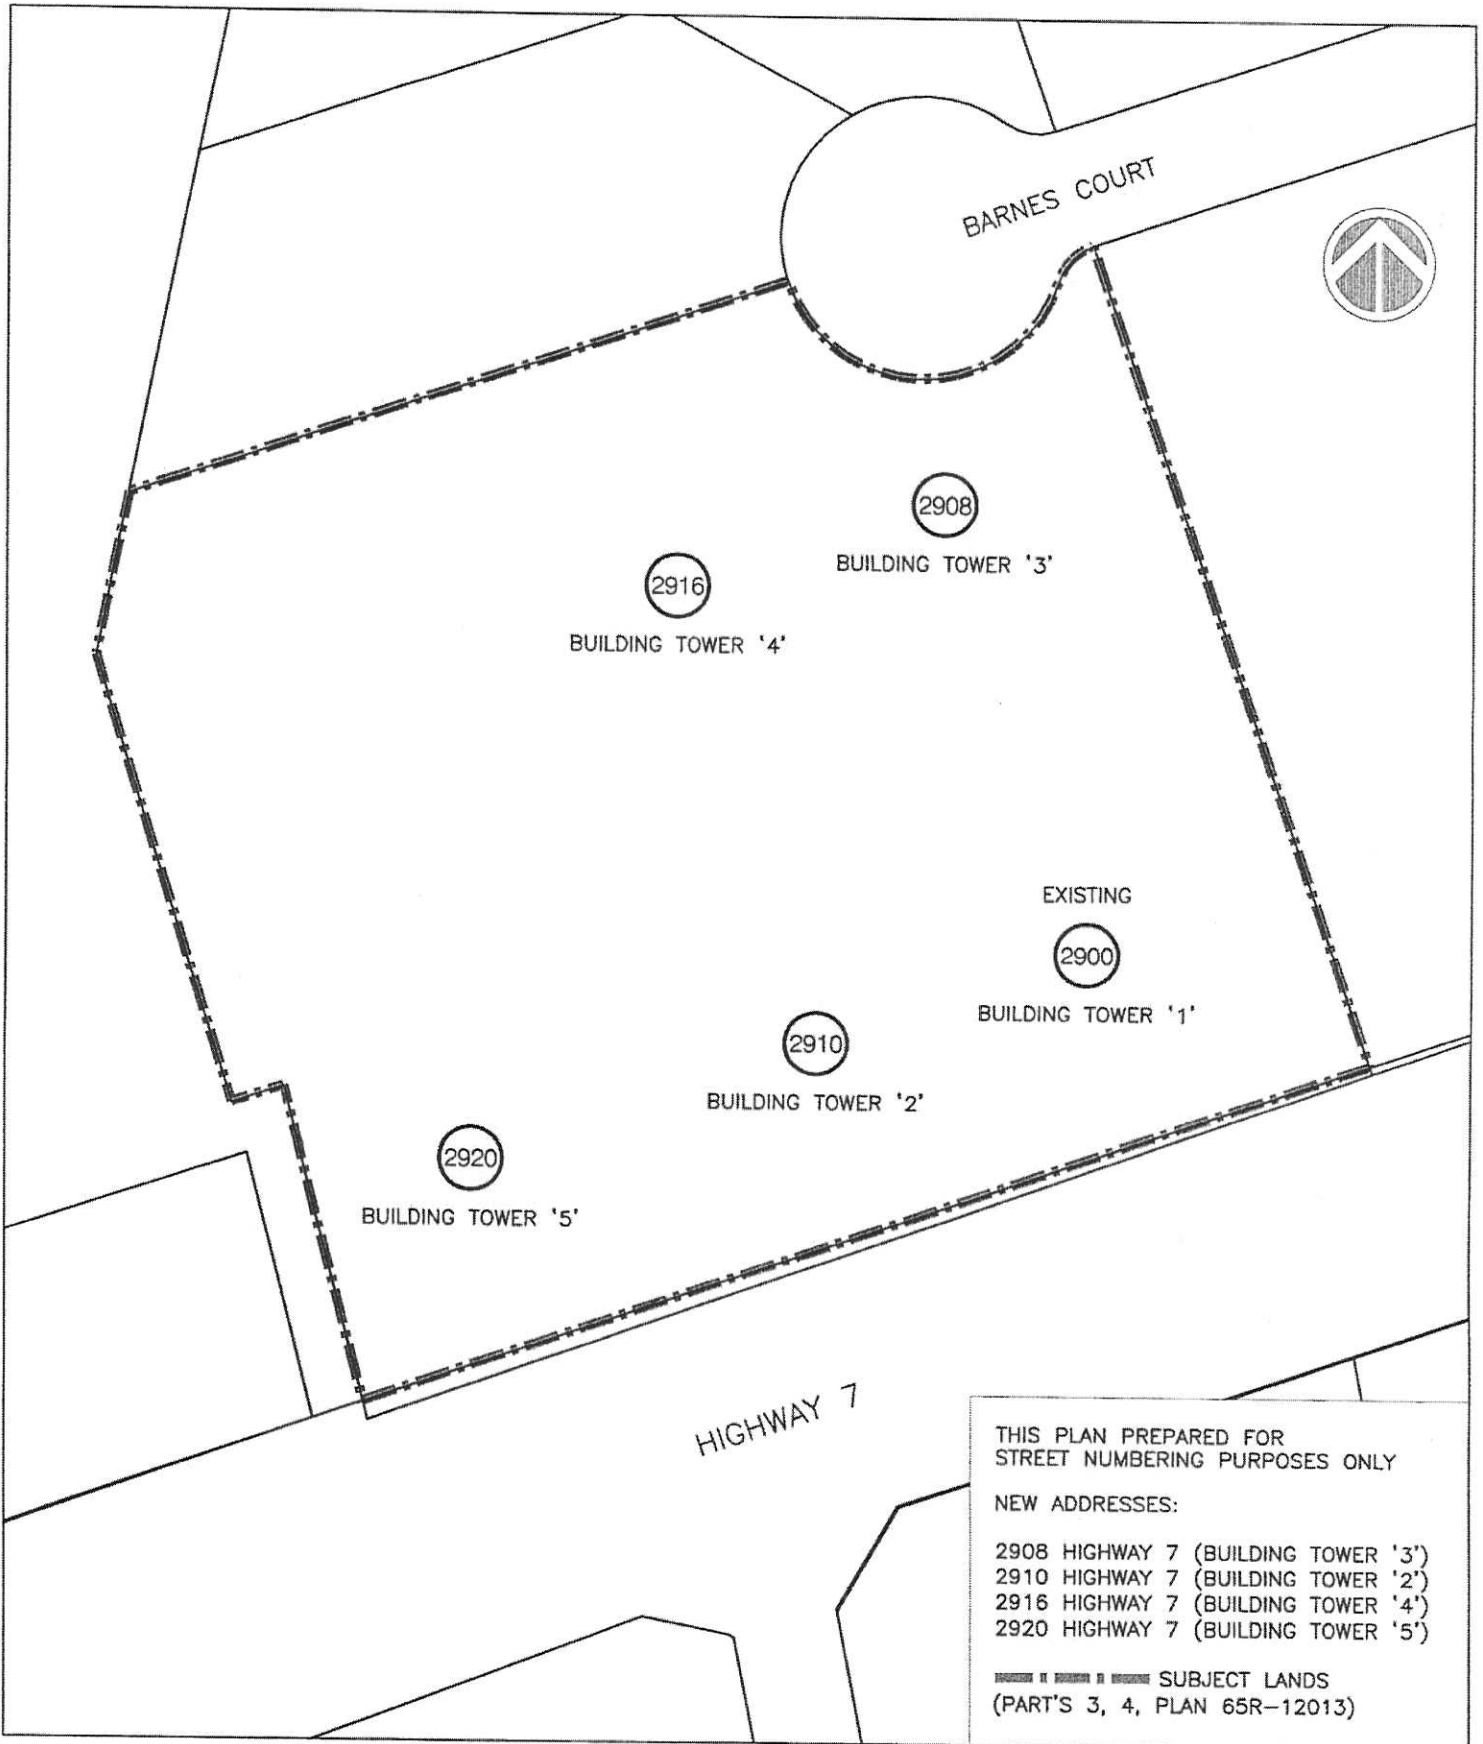 BARNES COURT
2908
BUILDING TOWER '3'
2916
BUILDING TOWER '4'
EXISTING
2900
BUILDING TOWER '1'
2910
BUILDING TOWER '2'
2920
BUILDING TOWER '5'
HIGHWAY 7
THIS PLAN PREPARED FOR
STREET NUMBERING PURPOSES ONLY
NEW ADDRESSES:
2908 HIGHWAY 7 (BUILDING TOWER '3')
2910 HIGHWAY 7 (BUILDING TOWER '2')
2916 HIGHWAY 7 (BUILDING TOWER '4')
2920 HIGHWAY 7 (BUILDING TOWER '5')
SUBJECT LANDS
(PART'S 3, 4, PLAN 65R-12013)